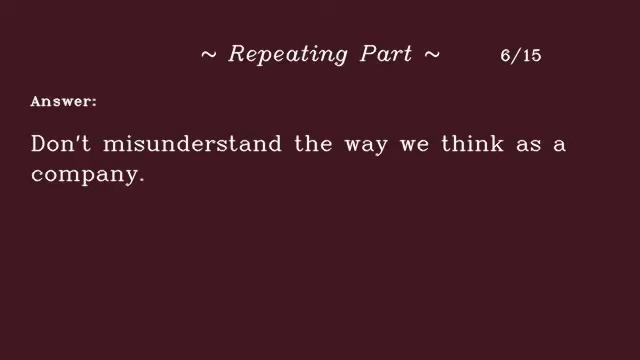 ~ Repeating Part ~ 6/15
Answer:
Don't misunderstand the way we think as a
company.